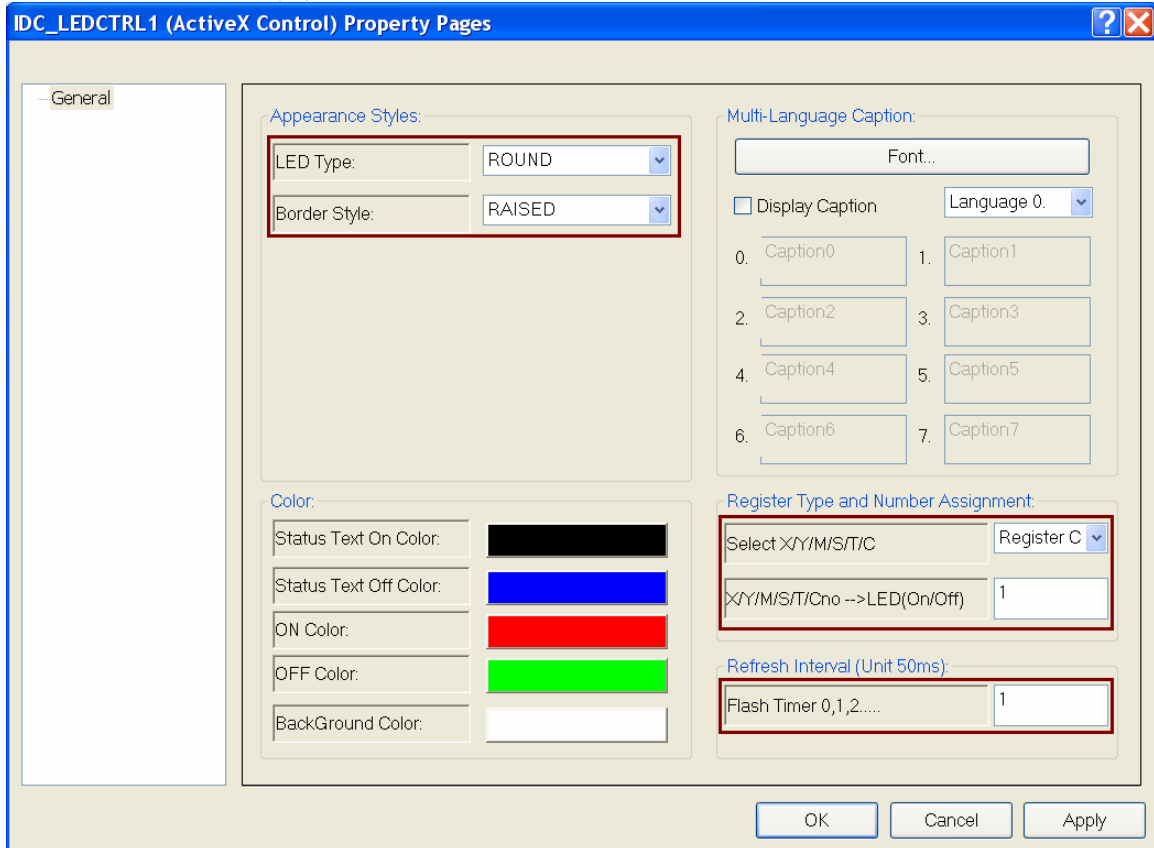 IDC_LEDCTRL1 (ActiveX Control) Property Pages
General
Appearance Styles:
LED Type:
ROUND
Border Style:
RAISED
Multi-Language Caption:
Font...
Display Caption
Language 0.
0. Caption0
1. Caption1
2. Caption2
3. Caption3
4. Caption4
5. Caption5
6. Caption6
7. Caption7
Color:
Status Text On Color:
Status Text Off Color:
ON Color:
OFF Color:
BackGround Color:
Register Type and Number Assignment:
Select X/Y/M/S/T/C
Register C
X/Y/M/S/T/Cno -->LED(On/Off)
1
Refresh Interval (Unit 50ms):
Flash Timer 0,1,2.....
1
OK
Cancel
Apply